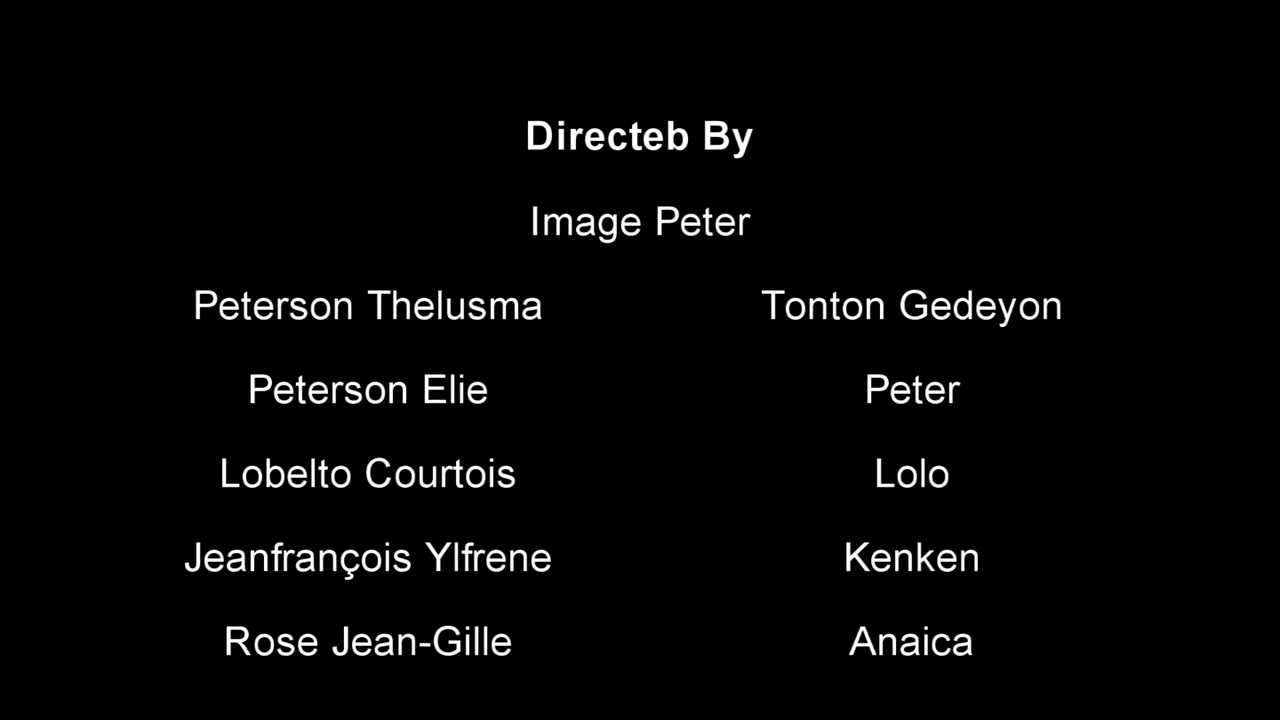 Directeb By
Image Peter
Peterson Thelusma Tonton Gedeyon
Peterson Elie Peter
Lobelto Courtois Lolo
Jeanfrançois Ylfrene Kenken
Rose Jean-Gille Anaica